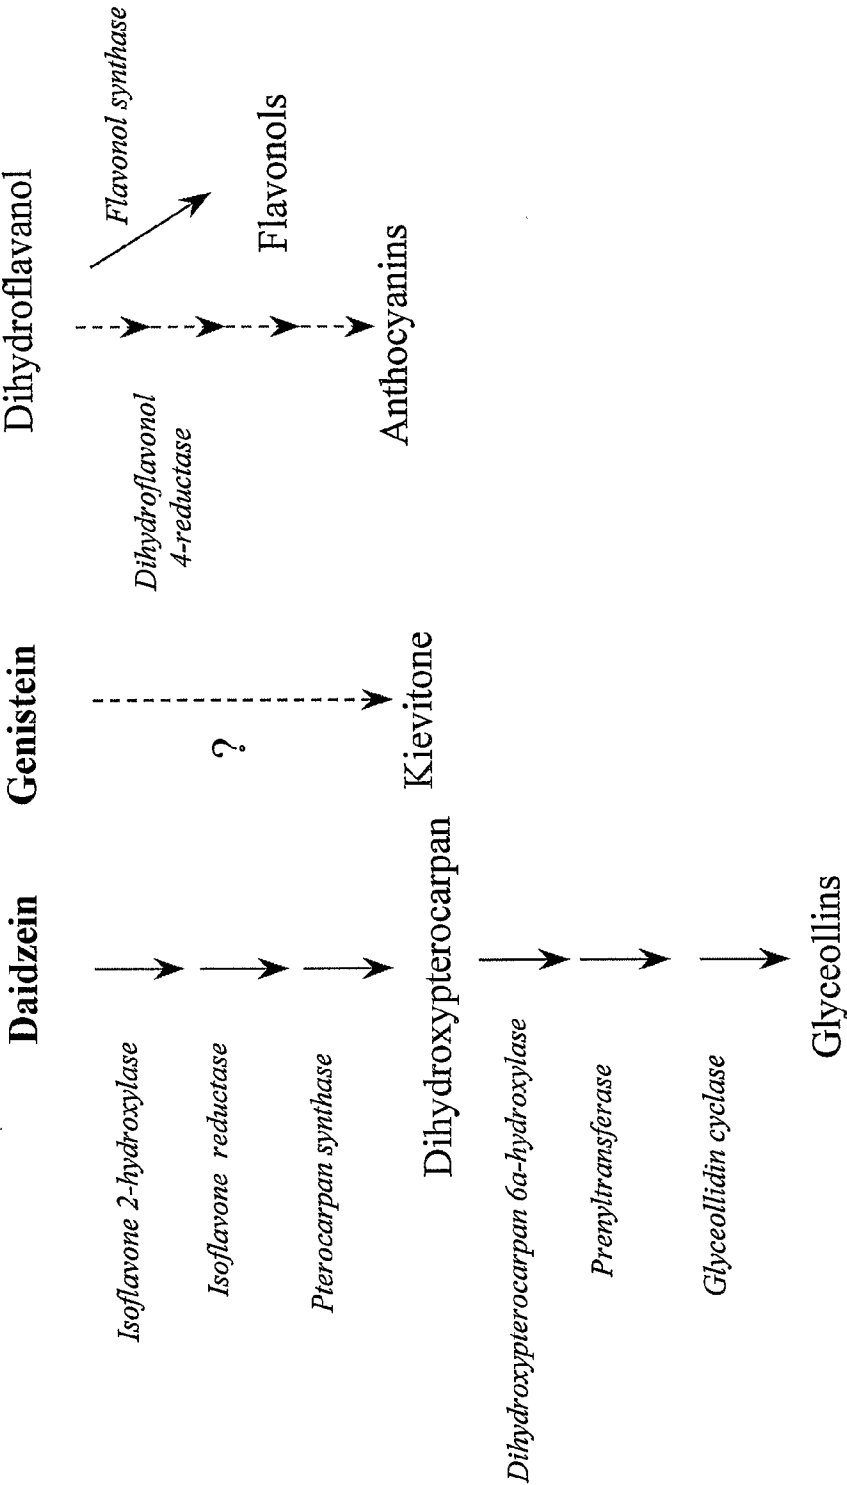 Daidzein
Isoflavone 2-hydroxylase
Isoflavone reductase
Pterocarpan synthase
Dihydroxypterocarpan
Dihydroxypterocarpan 6a-hydroxylase
Prenyltransferase
Glyceollidin cyclase
Glyceollins
Genistein
?
Kievitone
Dihydroflavanol
Flavonol synthase
Flavonols
Dihydroflavonol
4-reductase
Anthocyanins